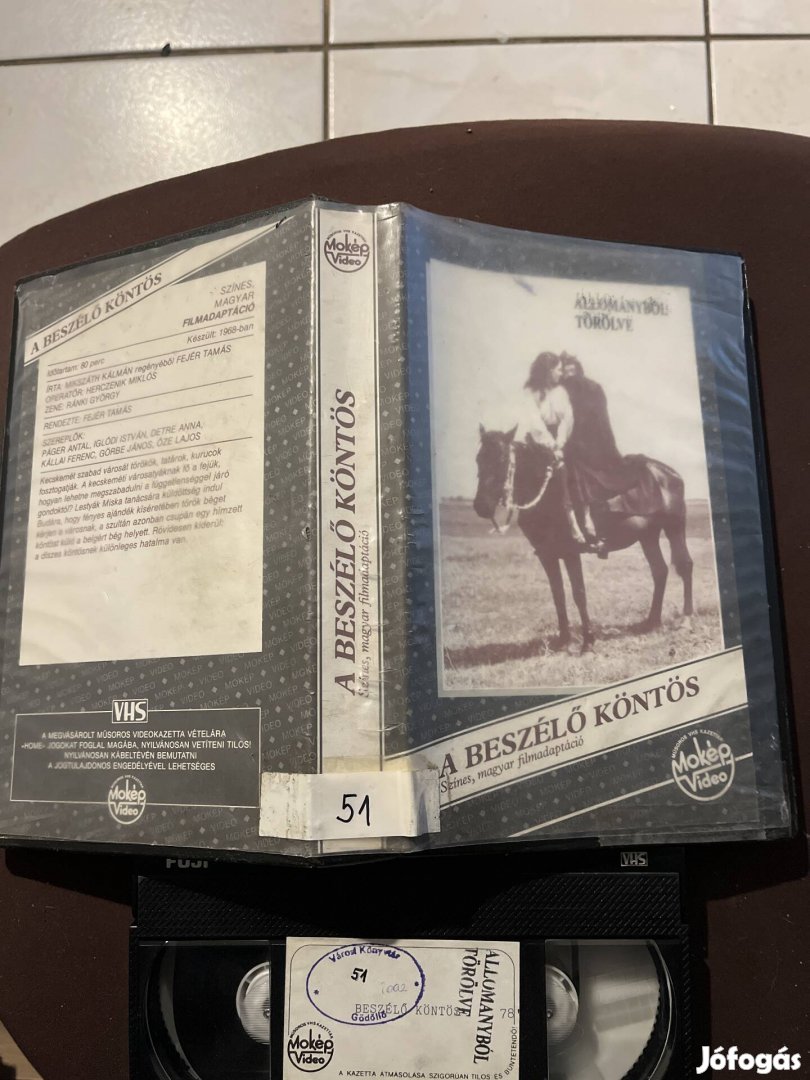 A BESZÉLŐ KÖNTÖS
SZÍNES,
MAGYAR
FILMADAPTÁCIÓ
Készült: 1968-ban
Időtartam: 80 perc
ÍRTA: MIKSZÁTH KÁLMÁN regényéből FEJÉR TAMÁS
OPERATŐR: HERCZENIK MIKLÓS
ZENE: RÁNKI GYÖRGY
RENDEZTE: FEJÉR TAMÁS
SZEREPLŐK:
PÁGER ANTAL, IGLÓDI ISTVÁN, DETRE ANNA,
KÁLLAI FERENC, GÖRBE JÁNOS, ŐZE LAJOS
Kecskemét szabad városát törökök, tatárok, kurucok
fosztogatják. A kecskeméti városatyáknak fő a fejük,
hogyan lehetne megszabadulni a függetlenséggel járó
gondoktól? Lestyák Miska tanácsára küldöttség indul
Budára, hogy fényes ajándék kíséretében török béget
kérjen a városnak, a szultán azonban csupán egy hímzett
köntöst küld a beígért bég helyett. Rövidesen kiderül;
a díszes köntösnek különleges hatalma van.
VHS
A MEGVÁSÁROLT MŰSOROS VIDEOKAZETTA VÉTELÁRA
«HOME» JOGOKAT FOGLAL MAGÁBA, NYILVÁNOSAN VETÍTENI TILOS!
NYILVÁNOSAN KÁBELTÉVÉN BEMUTATNI
A JOGTULAJDONOS ENGEDÉLYÉVEL LEHETSÉGES
Mokép
Video
Mokép
Video
A BESZÉLŐ KÖNTÖS
Színes, magyar filmadaptáció
51
ÁLLOMÁNYBÓL
TÖRÖLVE
A BESZÉLŐ KÖNTÖS
Színes, magyar filmadaptáció
MŰSOROS VHS KAZETTÁK
Mokép
Video
FUJI
VHS
Városi Könyvtár
51
Gödöllő
BESZÉLŐ KÖNTÖS
78'
ÁLLOMÁNYBÓL
TÖRÖLVE
Mokép
Video
A KAZETTA ÁTMÁSOLÁSA SZIGORÚAN TILOS ÉS BÜNTETENDŐ!
Jófogás